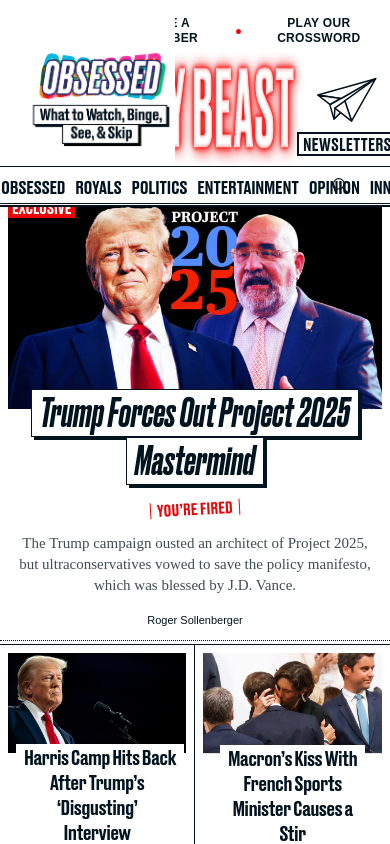 E A
BER
PLAY OUR
CROSSWORD
OBSESSED
What to Watch, Binge,
See, & Skip
Y BEAST
NEWSLETTERS
OBSESSED ROYALS POLITICS ENTERTAINMENT OPINION INN
EXCLUSIVE
PROJECT
20
25
Trump Forces Out Project 2025
Mastermind
YOU'RE FIRED
The Trump campaign ousted an architect of Project 2025,
but ultraconservatives vowed to save the policy manifesto,
which was blessed by J.D. Vance.
Roger Sollenberger
Harris Camp Hits Back
After Trump's
'Disgusting'
Interview
Macron's Kiss With
French Sports
Minister Causes a
Stir